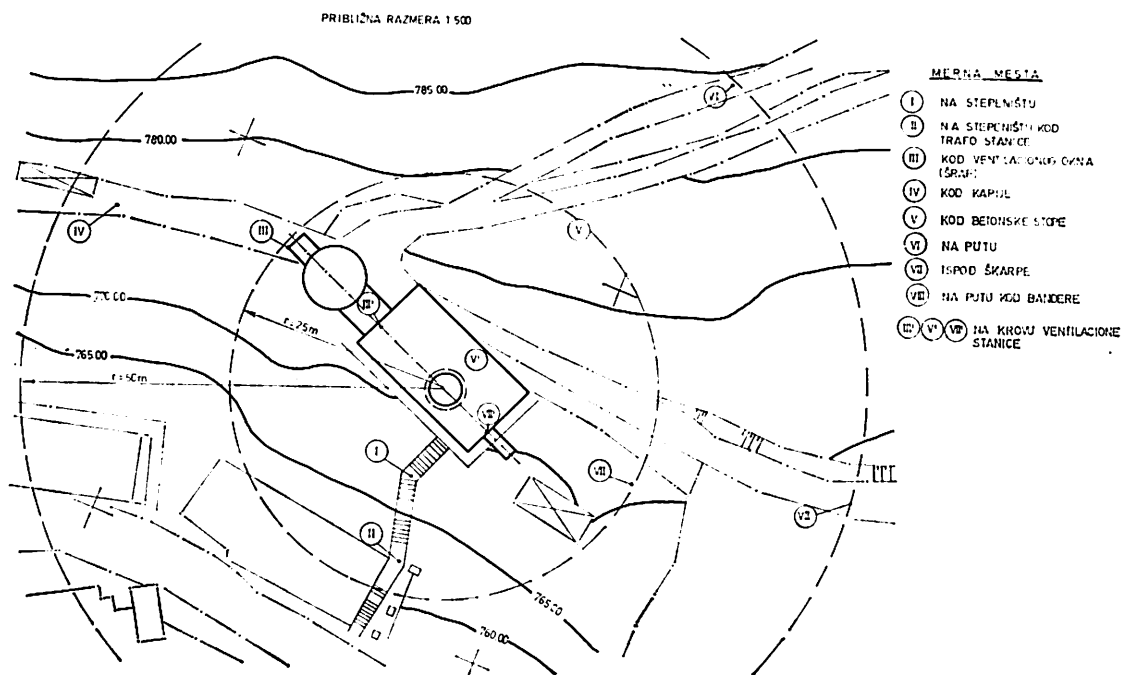 PRIBLIŽNA RAZMERA 1:500
MERNA MESTA
I NA STEPENIŠTU
II NA STEPENIŠTU KOD
TRAFO STANICE
III KOD VENTILACIONOG OKNA
(ŠRAF)
IV KOD KAPIJE
V KOD BETONSKE STOPE
VI NA PUTU
VII ISPOD ŠKARPE
VIII NA PUTU KOD BANDERE
III' V' VII' NA KROVU VENTILACIONE
STANICE
785.00
VI
780.00
IV
III
V
III'
770.00
r=25m
765.00
r=50m
V'
VII'
I
VII
VIII
II
765.00
760.00